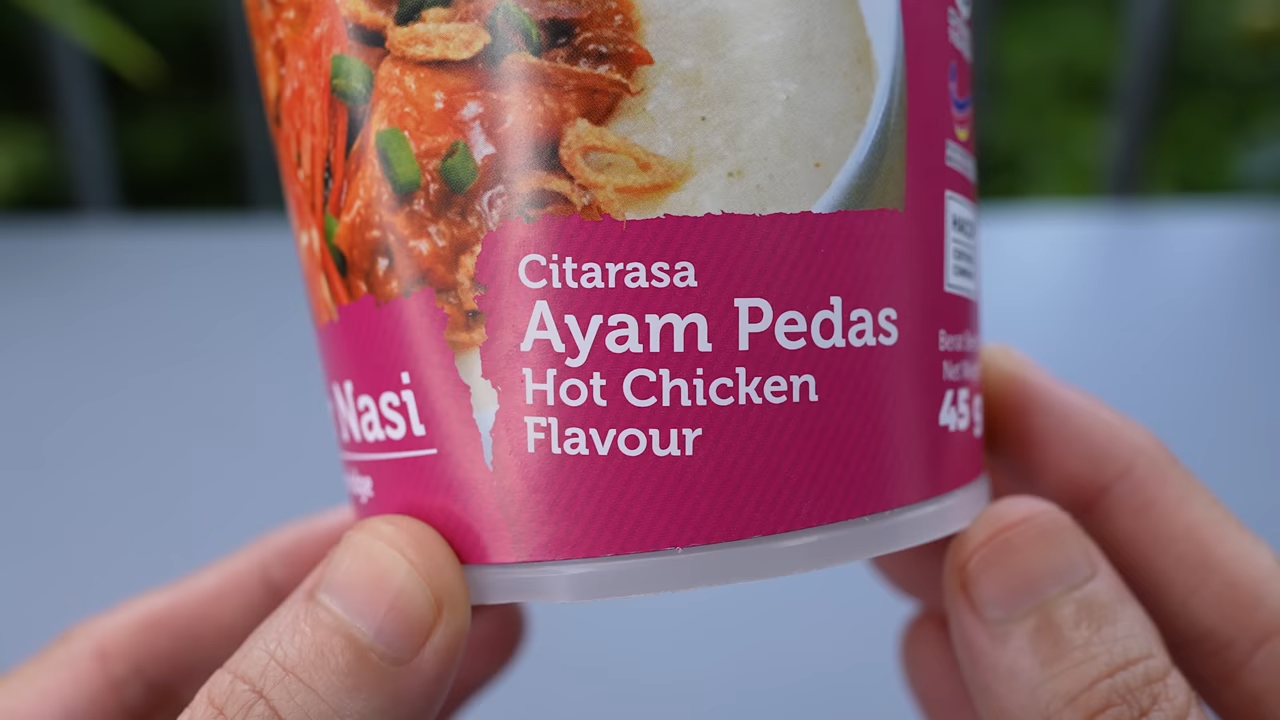 Citarasa
Ayam Pedas
Hot Chicken
Flavour
Nasi
45 g